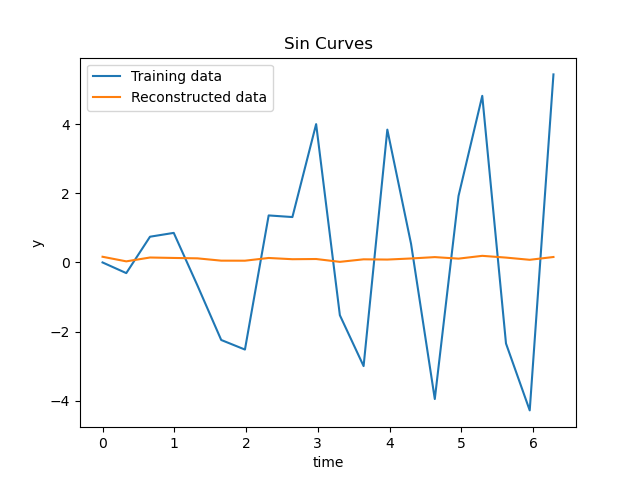 Sin Curves
Training data
Reconstructed data
4
2
0
−2
−4
y
0 1 2 3 4 5 6
time